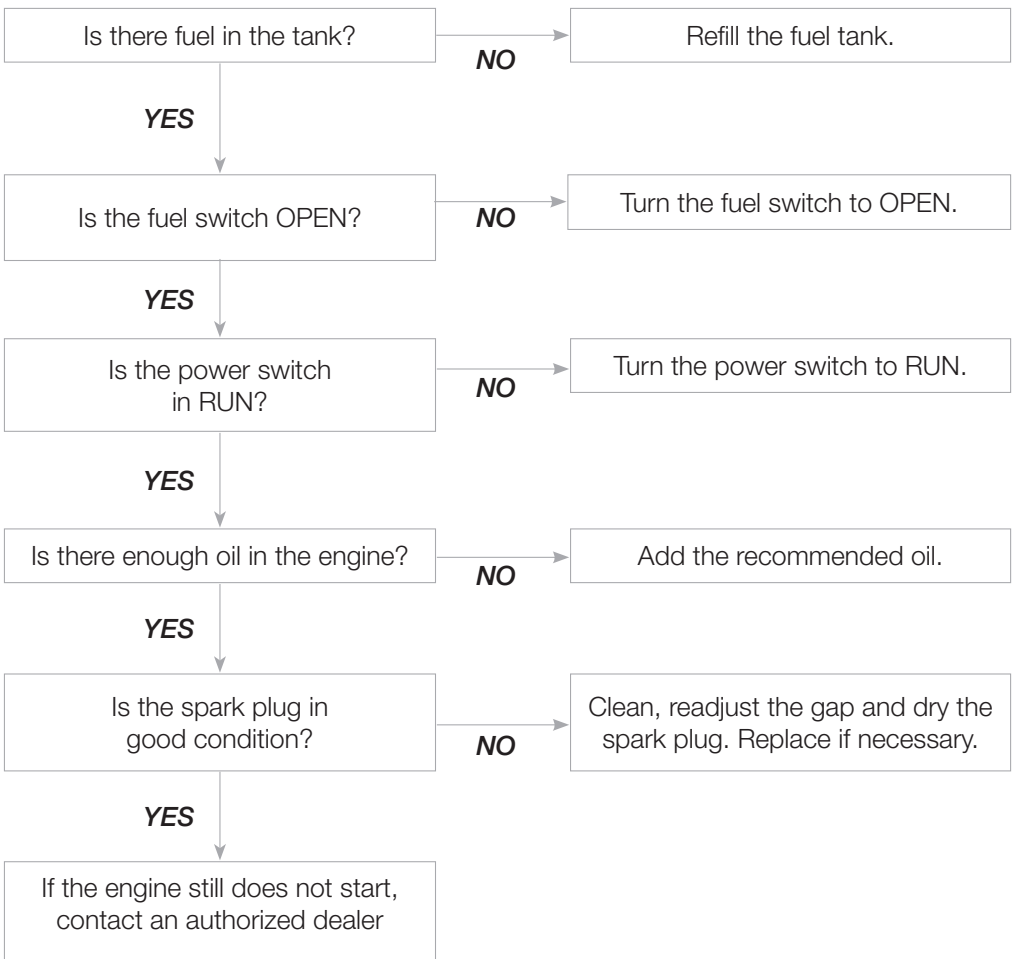 Is there fuel in the tank?
NO
Refill the fuel tank.
YES
Is the fuel switch OPEN?
NO
Turn the fuel switch to OPEN.
YES
Is the power switch
in RUN?
NO
Turn the power switch to RUN.
YES
Is there enough oil in the engine?
NO
Add the recommended oil.
YES
Is the spark plug in
good condition?
NO
Clean, readjust the gap and dry the
spark plug. Replace if necessary.
YES
If the engine still does not start,
contact an authorized dealer